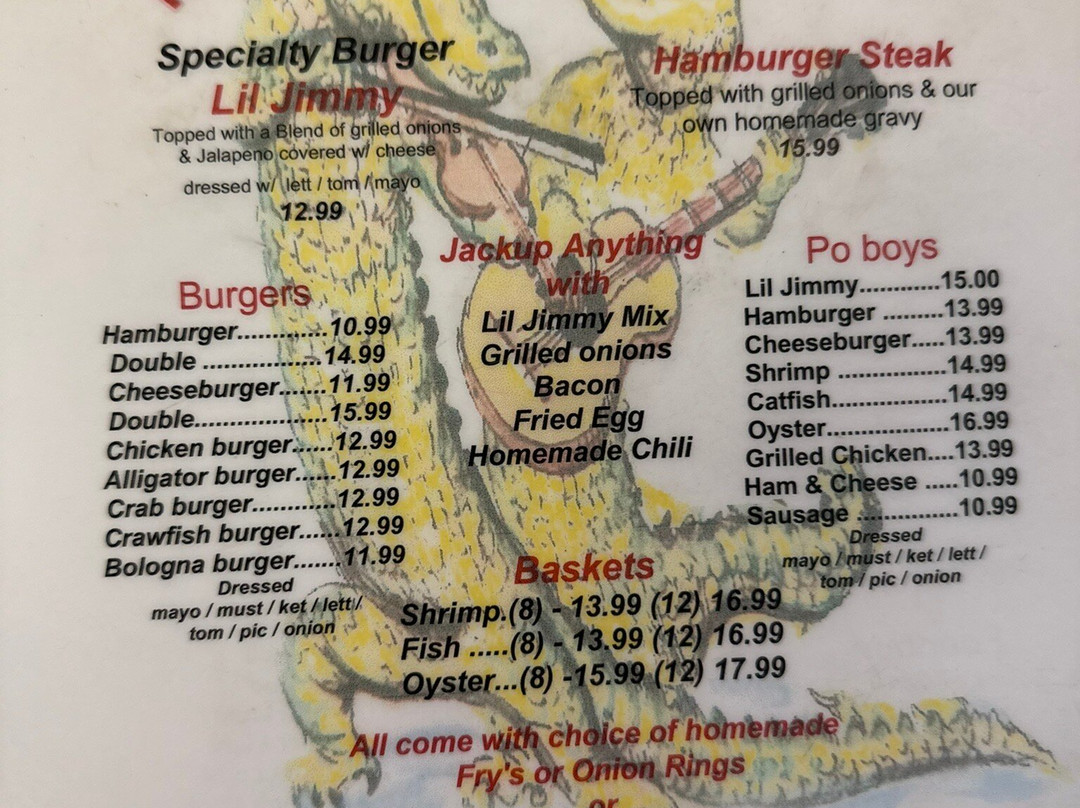 Specialty Burger
Lil Jimmy
Topped with a Blend of grilled onions
& Jalapeno covered w/ cheese
dressed w/ lett / tom / mayo
12.99
Hamburger Steak
Topped with grilled onions & our
own homemade gravy
15.99
Burgers
Hamburger.............10.99
Double ..................14.99
Cheeseburger.......11.99
Double..................15.99
Chicken burger......12.99
Alligator burger......12.99
Crab burger............12.99
Crawfish burger......12.99
Bologna burger.......11.99
Dressed
mayo / must / ket / lett /
tom / pic / onion
Jackup Anything
with
Lil Jimmy Mix
Grilled onions
Bacon
Fried Egg
Homemade Chili
Po boys
Lil Jimmy............15.00
Hamburger .........13.99
Cheeseburger.....13.99
Shrimp ................14.99
Catfish.................14.99
Oyster..................16.99
Grilled Chicken....13.99
Ham & Cheese .....10.99
Sausage ...............10.99
Dressed
mayo / must / ket / lett /
tom / pic / onion
Baskets
Shrimp.(8) - 13.99 (12) 16.99
Fish .....(8) - 13.99 (12) 16.99
Oyster...(8) -15.99 (12) 17.99
All come with choice of homemade
Fry's or Onion Rings
or